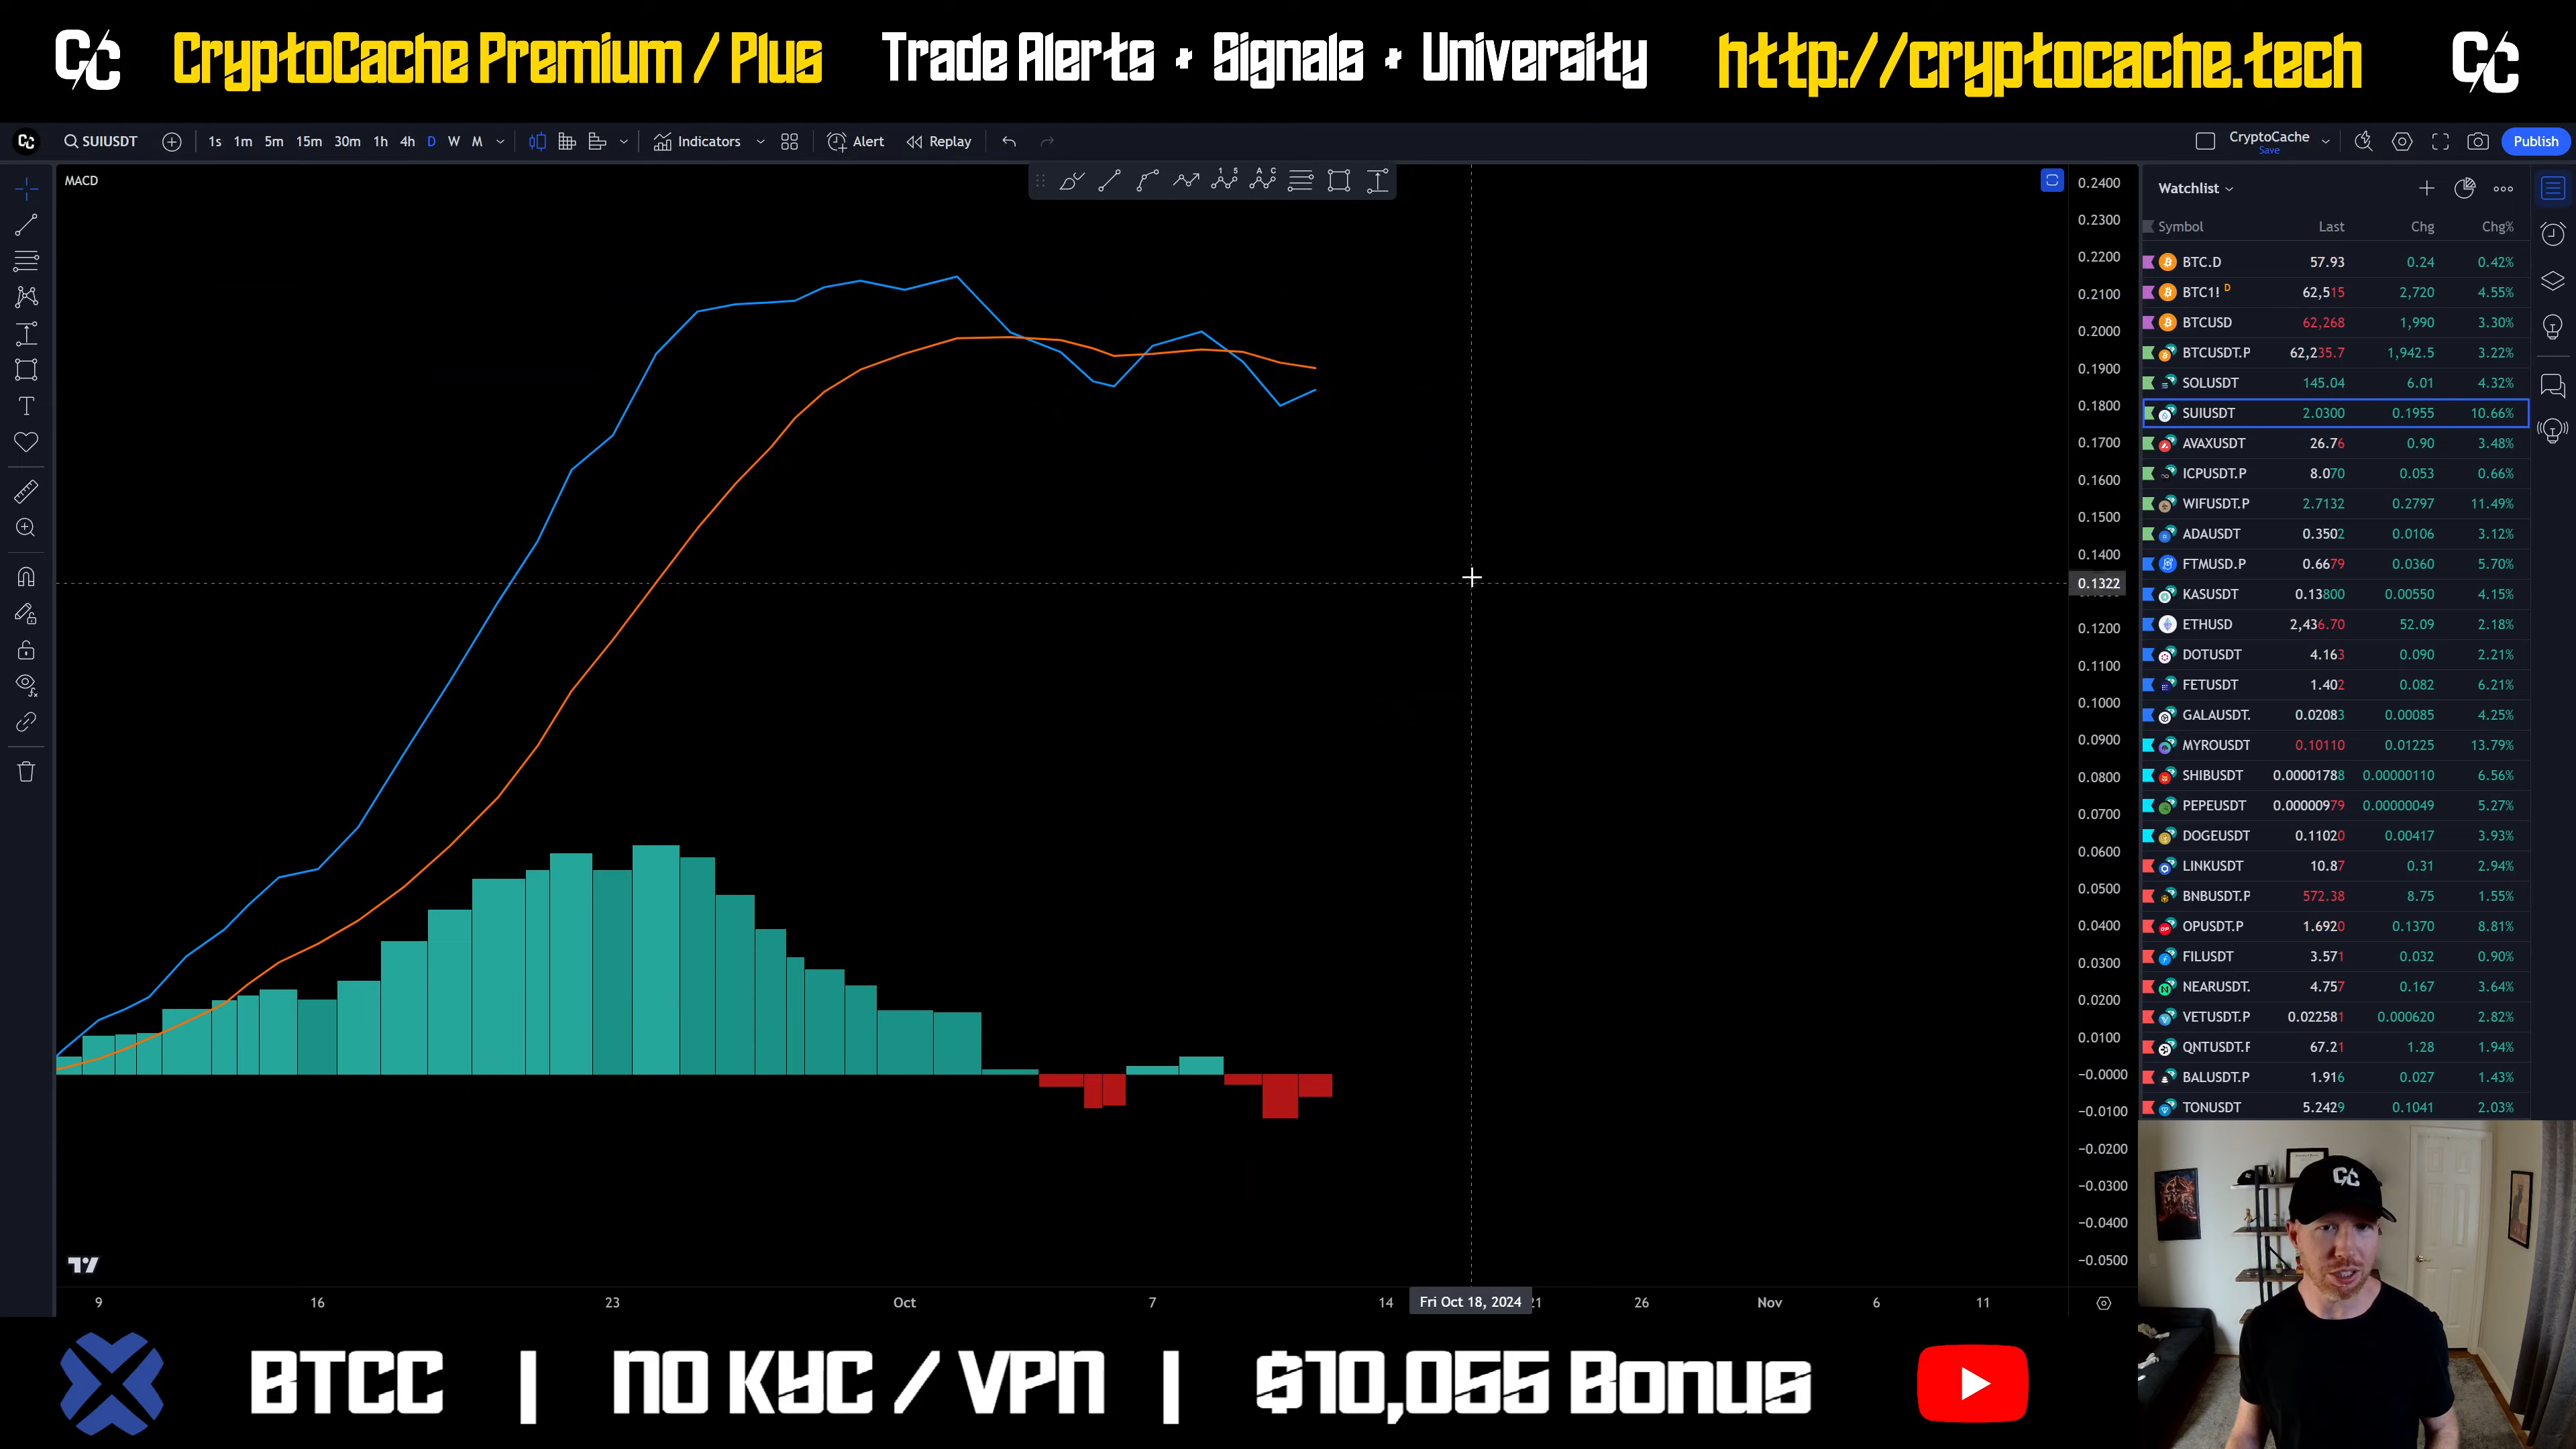 CC CryptoCache Premium / Plus Trade Alerts + Signals + University http://cryptocache.tech CC
CC SUIUSDT 1s 1m 5m 15m 30m 1h 4h D W M Indicators Alert Replay CryptoCache Save Publish
MACD
1 5 A C
0.2400
0.2300
0.2200
0.2100
0.2000
0.1900
0.1800
0.1700
0.1600
0.1500
0.1400
0.1322
0.1200
0.1100
0.1000
0.0900
0.0800
0.0700
0.0600
0.0500
0.0400
0.0300
0.0200
0.0100
−0.0000
−0.0100
−0.0200
−0.0300
−0.0400
−0.0500
9 16 23 Oct 7 14 Fri Oct 18, 2024 21 26 Nov 6 11
Watchlist
Symbol Last Chg Chg%
BTC.D 57.93 0.24 0.42%
BTC1! D 62,515 2,720 4.55%
BTCUSD 62,268 1,990 3.30%
BTCUSDT.P 62,235.7 1,942.5 3.22%
SOLUSDT 145.04 6.01 4.32%
SUIUSDT 2.0300 0.1955 10.66%
AVAXUSDT 26.76 0.90 3.48%
ICPUSDT.P 8.070 0.053 0.66%
WIFUSDT.P 2.7132 0.2797 11.49%
ADAUSDT 0.3502 0.0106 3.12%
FTMUSD.P 0.6679 0.0360 5.70%
KASUSDT 0.13800 0.00550 4.15%
ETHUSD 2,436.70 52.09 2.18%
DOTUSDT 4.163 0.090 2.21%
FETUSDT 1.402 0.082 6.21%
GALAUSDT. 0.02083 0.00085 4.25%
MYROUSDT 0.10110 0.01225 13.79%
SHIBUSDT 0.00001788 0.00000110 6.56%
PEPEUSDT 0.00000979 0.00000049 5.27%
DOGEUSDT 0.11020 0.00417 3.93%
LINKUSDT 10.87 0.31 2.94%
BNBUSDT.P 572.38 8.75 1.55%
OPUSDT.P 1.6920 0.1370 8.81%
FILUSDT 3.571 0.032 0.90%
NEARUSDT. 4.757 0.167 3.64%
VETUSDT.P 0.022581 0.000620 2.82%
QNTUSDT.F 67.21 1.28 1.94%
BALUSDT.P 1.916 0.027 1.43%
TONUSDT 5.2429 0.1041 2.03%
CC
BTCC | NO KYC / VPN | $10,055 Bonus